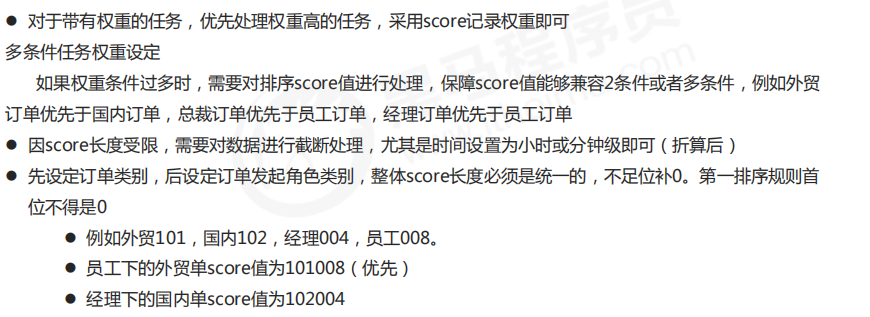 ● 对于带有权重的任务，优先处理权重高的任务，采用score记录权重即可
多条件任务权重设定
如果权重条件过多时，需要对排序score值进行处理，保障score值能够兼容2条件或者多条件，例如外贸
订单优先于国内订单，总裁订单优先于员工订单，经理订单优先于员工订单
● 因score长度受限，需要对数据进行截断处理，尤其是时间设置为小时或分钟级即可（折算后）
● 先设定订单类别，后设定订单发起角色类别，整体score长度必须是统一的，不足位补0。第一排序规则首
位不得是0
● 例如外贸101，国内102，经理004，员工008。
● 员工下的外贸单score值为101008（优先）
● 经理下的国内单score值为102004
黑马程序员